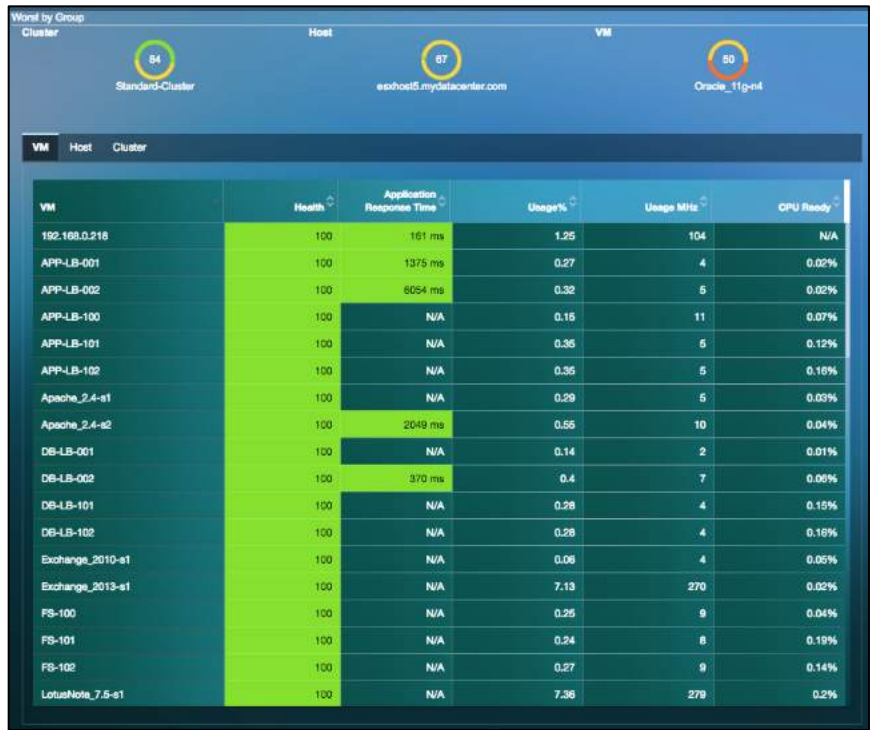 Worst by Group
Cluster Host VM
84 67 50
Standard-Cluster esxhost5.mydatacenter.com Oracle_11g-n4
VM Host Cluster
VM Health Application Response Time Usage% Usage MHz CPU Ready
192.168.0.218 100 161 ms 1.25 104 N/A
APP-LB-001 100 1375 ms 0.27 4 0.02%
APP-LB-002 100 6054 ms 0.32 5 0.02%
APP-LB-100 100 N/A 0.15 11 0.07%
APP-LB-101 100 N/A 0.35 5 0.12%
APP-LB-102 100 N/A 0.35 5 0.16%
Apache_2.4-s1 100 N/A 0.29 5 0.03%
Apache_2.4-s2 100 2049 ms 0.55 10 0.04%
DB-LB-001 100 N/A 0.14 2 0.01%
DB-LB-002 100 370 ms 0.4 7 0.06%
DB-LB-101 100 N/A 0.28 4 0.15%
DB-LB-102 100 N/A 0.28 4 0.16%
Exchange_2010-s1 100 N/A 0.06 4 0.05%
Exchange_2013-s1 100 N/A 7.13 270 0.02%
FS-100 100 N/A 0.25 9 0.04%
FS-101 100 N/A 0.24 8 0.19%
FS-102 100 N/A 0.27 9 0.14%
LotusNote_7.5-s1 100 N/A 7.36 279 0.2%